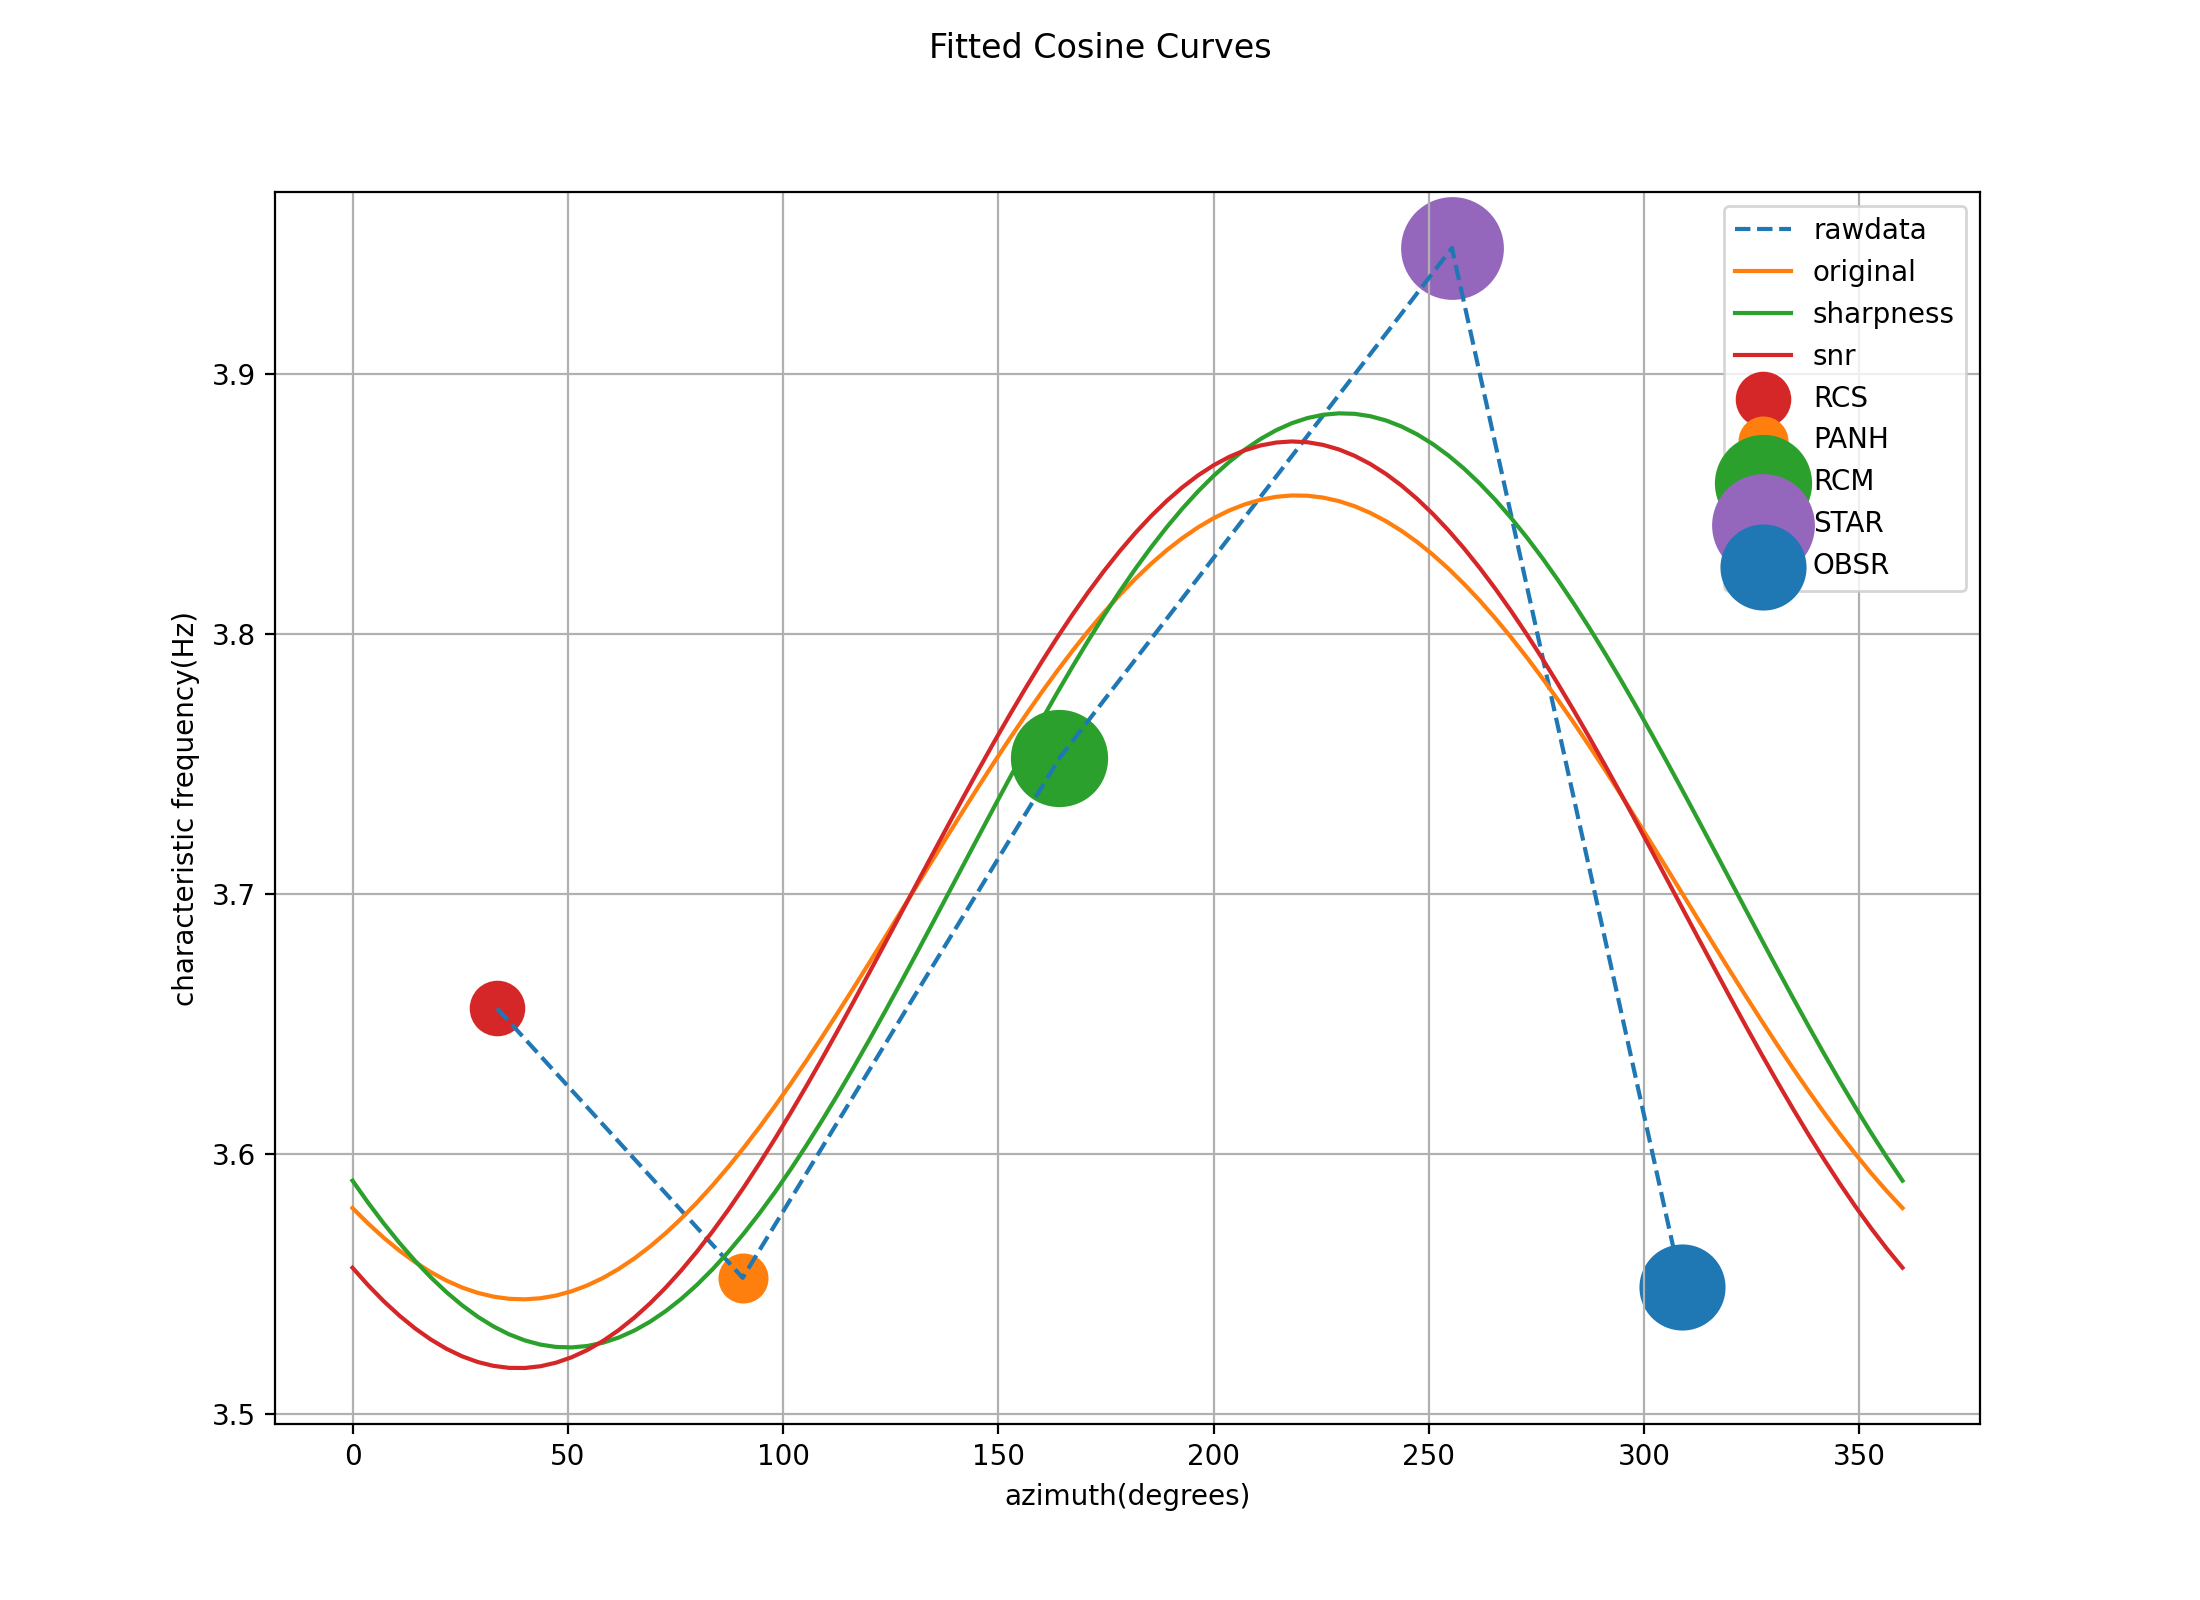 Fitted Cosine Curves
rawdata
original
sharpness
snr
RCS
PANH
RCM
STAR
OBSR
characteristic frequency(Hz)
3.9
3.8
3.7
3.6
3.5
0 50 100 150 200 250 300 350
azimuth(degrees)